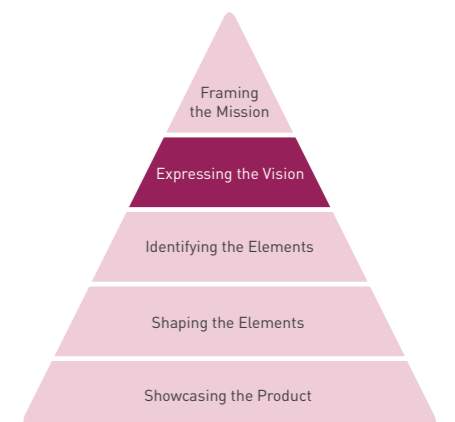 Framing
the Mission
Expressing the Vision
Identifying the Elements
Shaping the Elements
Showcasing the Product